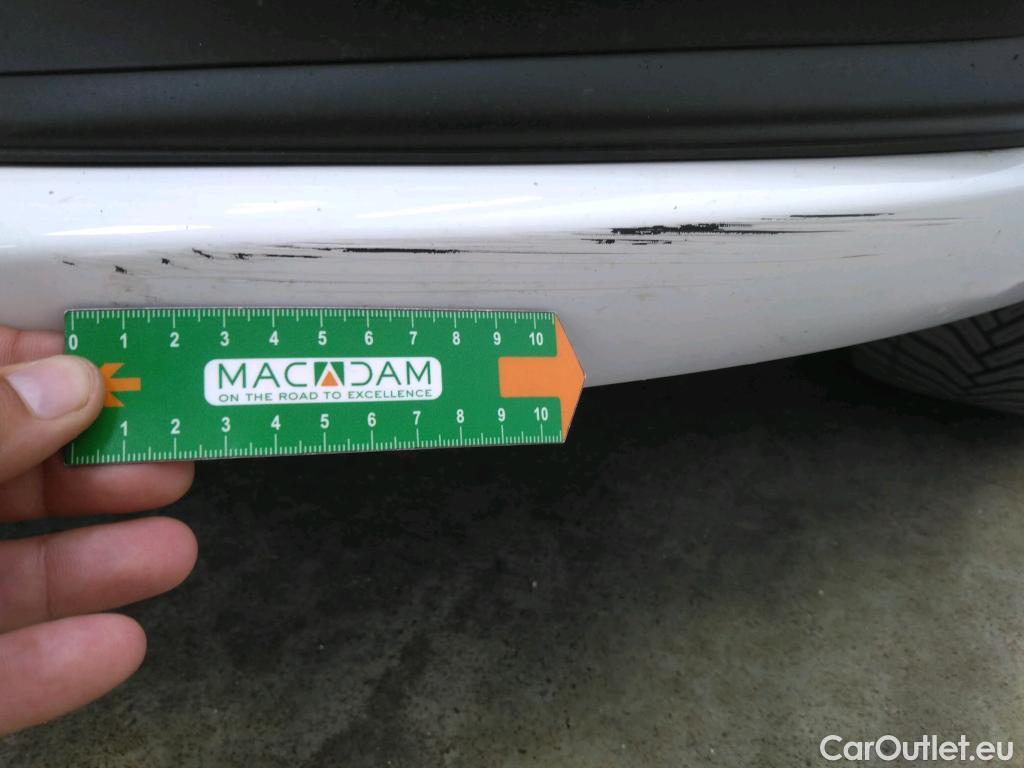 0 1 2 3 4 5 6 7 8 9 10
MACADAM
ON THE ROAD TO EXCELLENCE
1 2 3 4 5 6 7 8 9 10
CarOutlet.eu